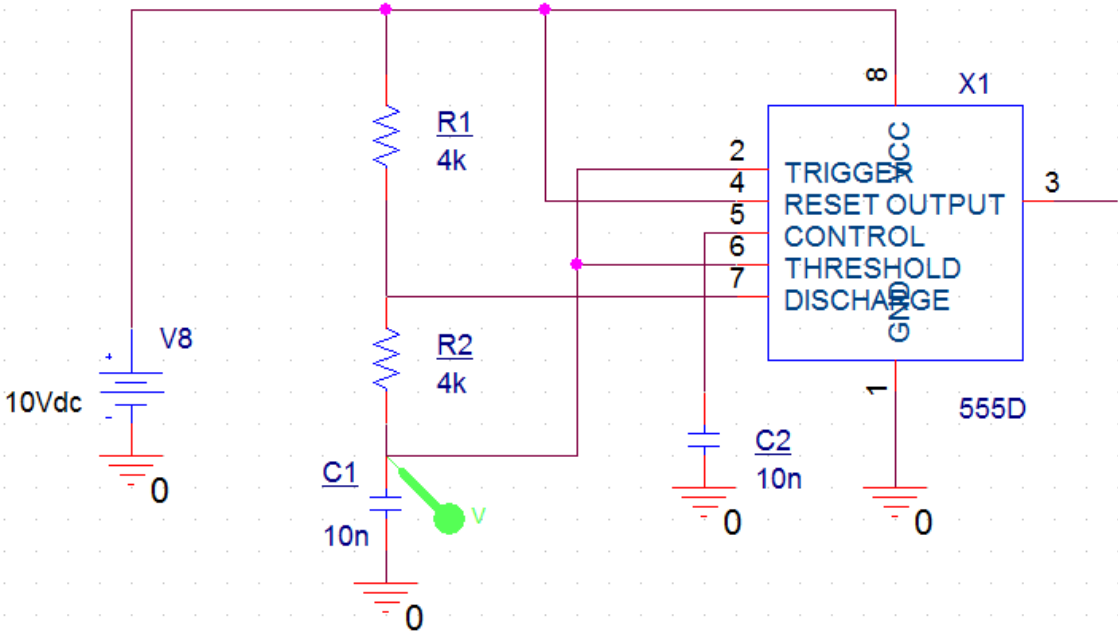 8
X1
R1
4k
VCC
2
TRIGGER
4
RESET OUTPUT
3
5
CONTROL
6
THRESHOLD
7
DISCHARGE
GND
V8
+
10Vdc
-
0
R2
4k
1
555D
C1
10n
V
C2
10n
0
0
0